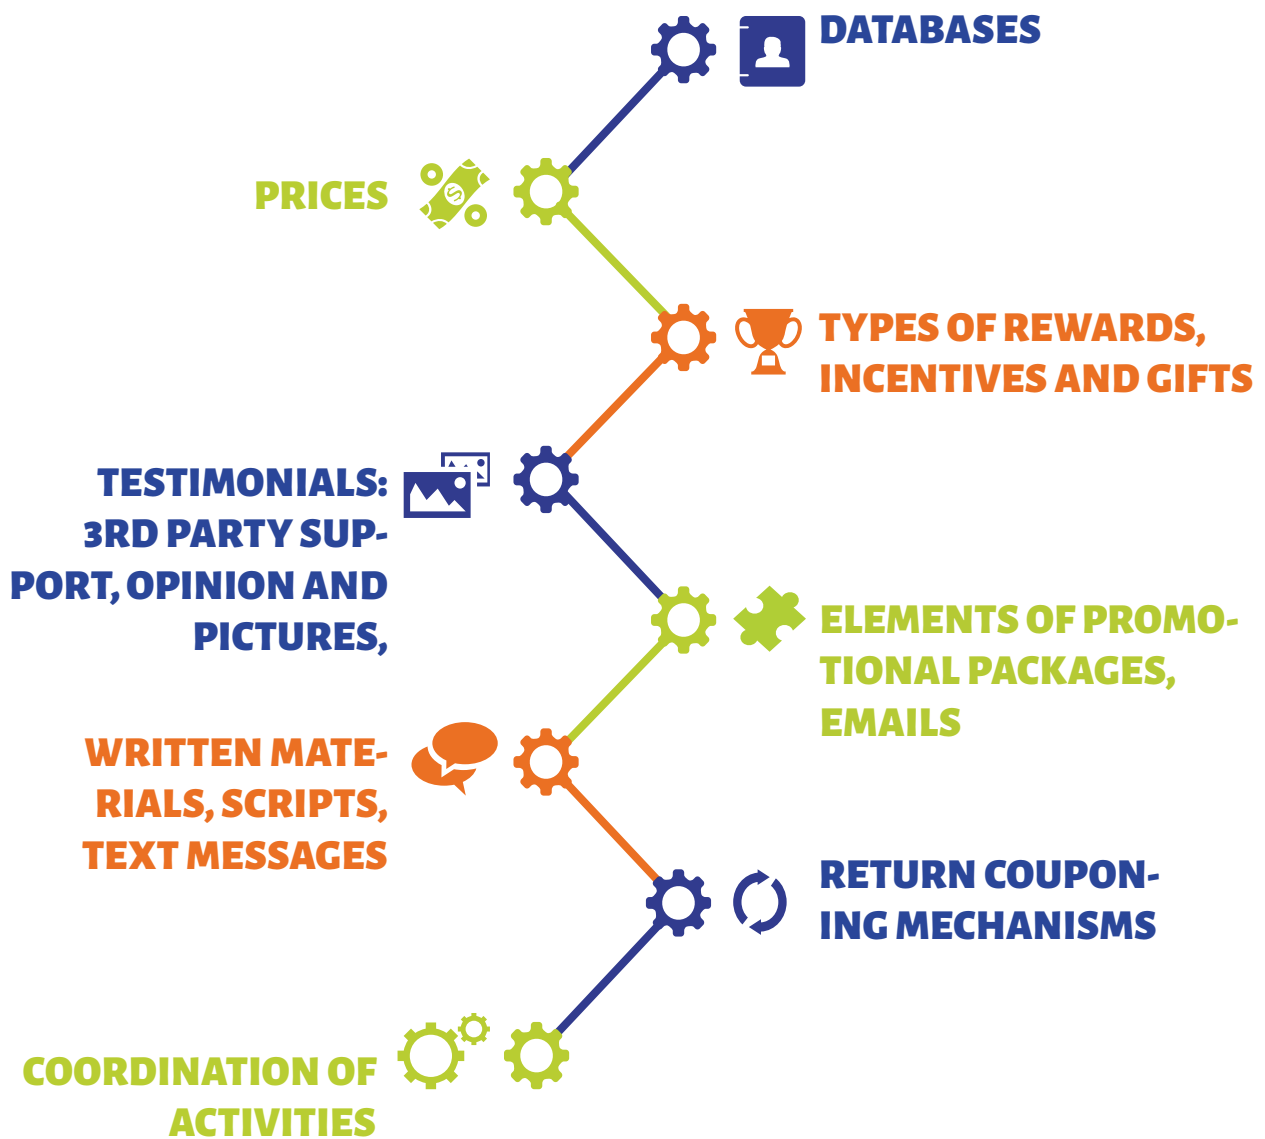 DATABASES
PRICES
TYPES OF REWARDS,
INCENTIVES AND GIFTS
TESTIMONIALS:
3RD PARTY SUP-
PORT, OPINION AND
PICTURES,
ELEMENTS OF PROMO-
TIONAL PACKAGES,
EMAILS
WRITTEN MATE-
RIALS, SCRIPTS,
TEXT MESSAGES
RETURN COUPON-
ING MECHANISMS
COORDINATION OF
ACTIVITIES